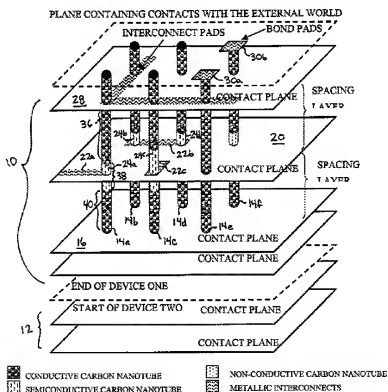 PLANE CONTAINING CONTACTS WITH THE EXTERNAL WORLD
INTERCONNECT PADS
BOND PADS
30b
30a
28
CONTACT PLANE
SPACING
LAYER
36
24b
20
10
22a
24a
24c
22b
22c
38
CONTACT PLANE
SPACING
LAYER
40
14b
14d
14f
16
14a
14c
14e
CONTACT PLANE
CONTACT PLANE
END OF DEVICE ONE
START OF DEVICE TWO
CONTACT PLANE
12
CONTACT PLANE
CONDUCTIVE CARBON NANOTUBE
NON-CONDUCTIVE CARBON NANOTUBE
SEMICONDUCTIVE CARBON NANOTUBE
METALLIC INTERCONNECTS